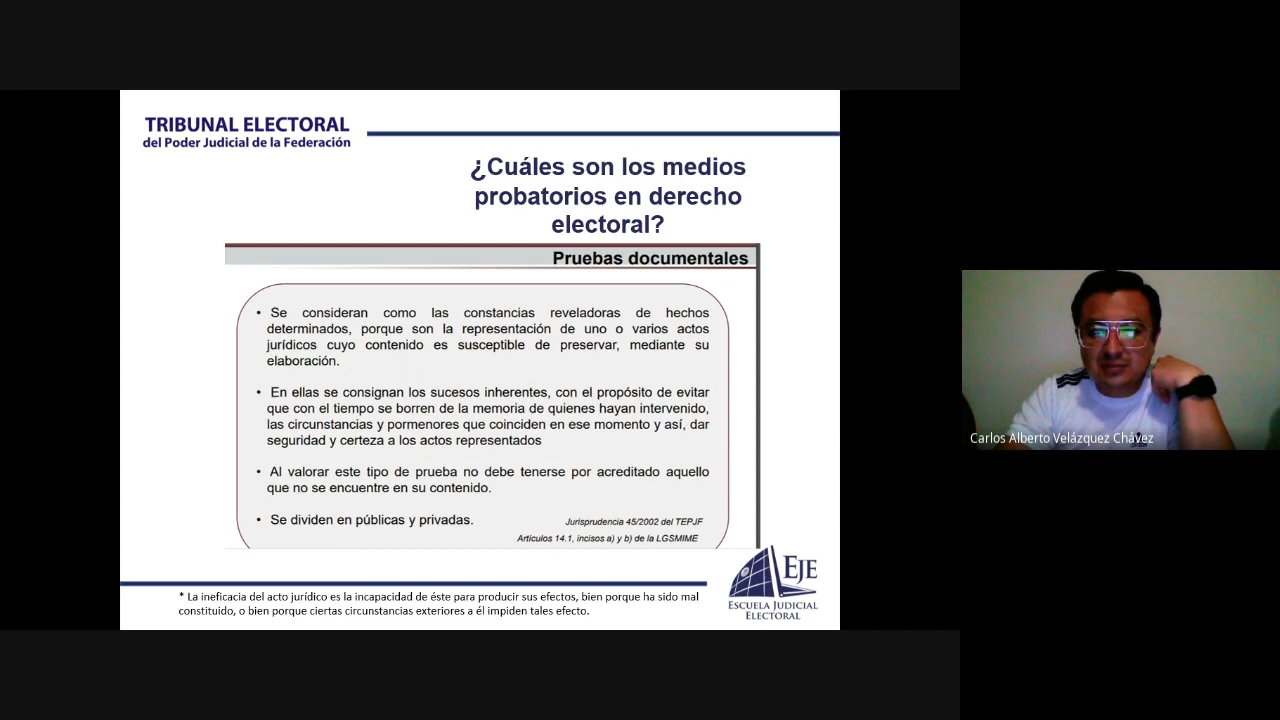 TRIBUNAL ELECTORAL
del Poder Judicial de la Federación
¿Cuáles son los medios
probatorios en derecho
electoral?
Pruebas documentales
• Se consideran como las constancias reveladoras de hechos
determinados, porque son la representación de uno o varios actos
jurídicos cuyo contenido es susceptible de preservar, mediante su
elaboración.
• En ellas se consignan los sucesos inherentes, con el propósito de evitar
que con el tiempo se borren de la memoria de quienes hayan intervenido,
las circunstancias y pormenores que coinciden en ese momento y así, dar
seguridad y certeza a los actos representados
• Al valorar este tipo de prueba no debe tenerse por acreditado aquello
que no se encuentre en su contenido.
• Se dividen en públicas y privadas.
Jurisprudencia 45/2002 del TEPJF
Artículos 14.1, incisos a) y b) de la LGSMIME
EJE
ESCUELA JUDICIAL
ELECTORAL
* La ineficacia del acto jurídico es la incapacidad de éste para producir sus efectos, bien porque ha sido mal
constituido, o bien porque ciertas circunstancias exteriores a él impiden tales efecto.
Carlos Alberto Velázquez Chávez